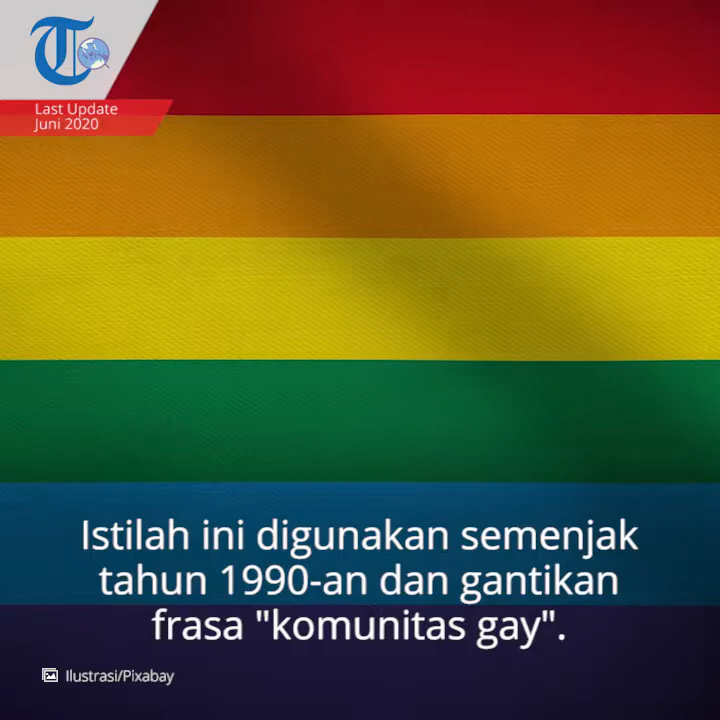 T
Last Update
Juni 2020
Istilah ini digunakan semenjak
tahun 1990-an dan gantikan
frasa "komunitas gay".
Ilustrasi/Pixabay